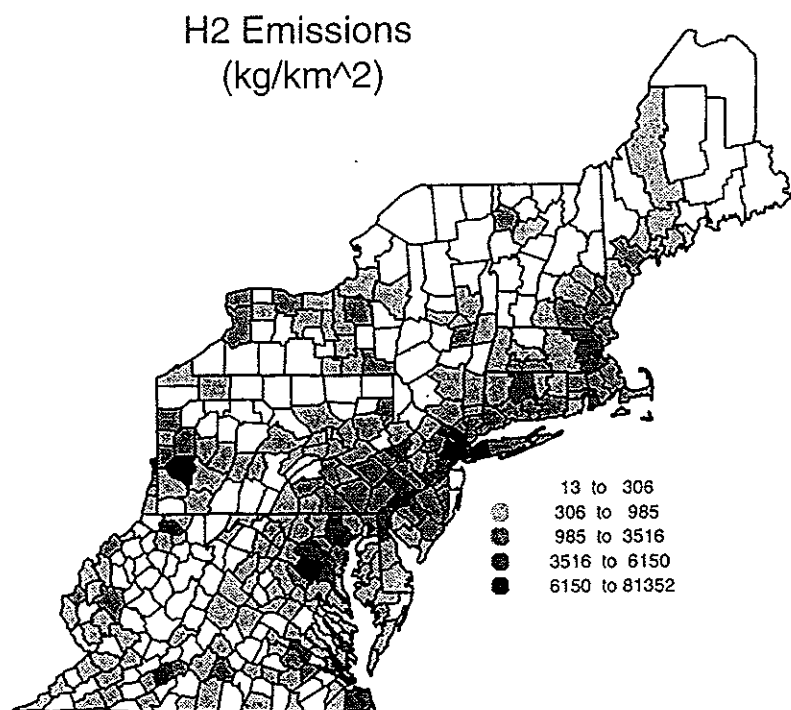 H2 Emissions
(kg/km^2)
13 to 306
306 to 985
985 to 3516
3516 to 6150
6150 to 81352